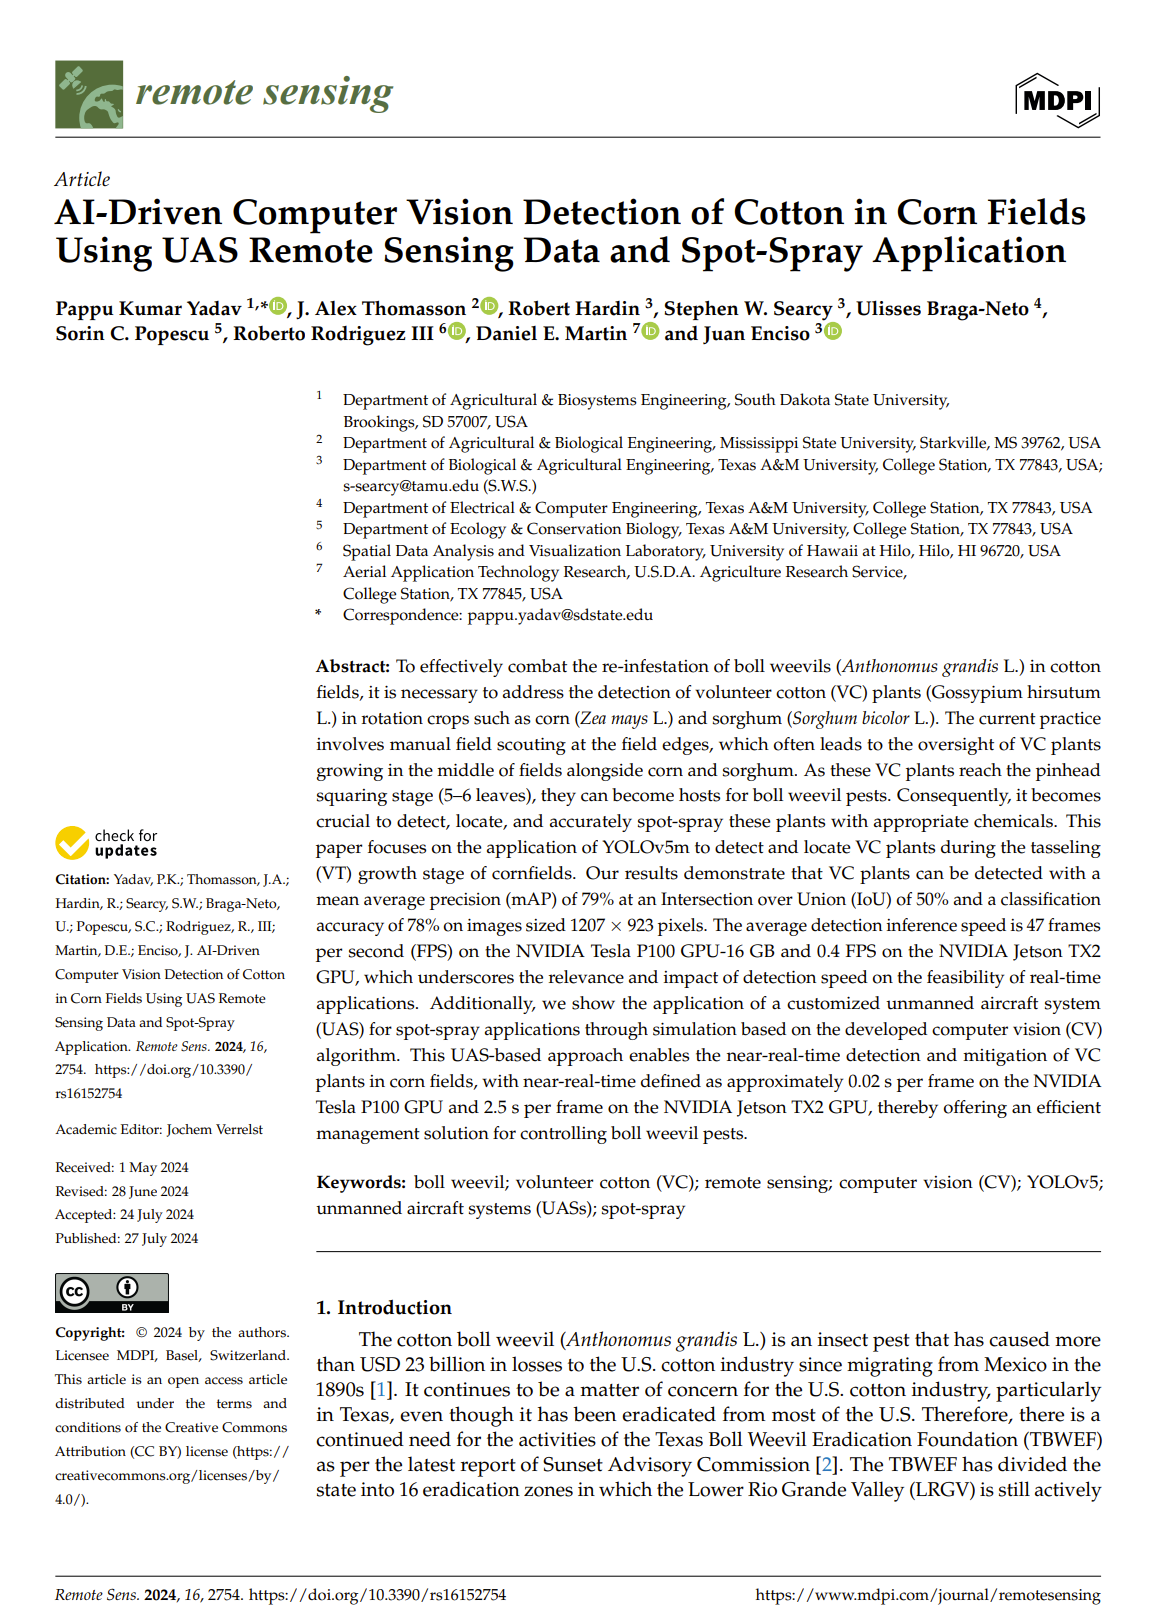 remote sensing
MDPI
Article
AI-Driven Computer Vision Detection of Cotton in Corn Fields
Using UAS Remote Sensing Data and Spot-Spray Application
Pappu Kumar Yadav 1,*iD, J. Alex Thomasson 2 iD, Robert Hardin 3, Stephen W. Searcy 3, Ulisses Braga-Neto 4,
Sorin C. Popescu 5, Roberto Rodriguez III 6 iD, Daniel E. Martin 7 iD and Juan Enciso 3 iD
1 Department of Agricultural & Biosystems Engineering, South Dakota State University,
Brookings, SD 57007, USA
2 Department of Agricultural & Biological Engineering, Mississippi State University, Starkville, MS 39762, USA
3 Department of Biological & Agricultural Engineering, Texas A&M University, College Station, TX 77843, USA;
s-searcy@tamu.edu (S.W.S.)
4 Department of Electrical & Computer Engineering, Texas A&M University, College Station, TX 77843, USA
5 Department of Ecology & Conservation Biology, Texas A&M University, College Station, TX 77843, USA
6 Spatial Data Analysis and Visualization Laboratory, University of Hawaii at Hilo, Hilo, HI 96720, USA
7 Aerial Application Technology Research, U.S.D.A. Agriculture Research Service,
College Station, TX 77845, USA
* Correspondence: pappu.yadav@sdstate.edu
Abstract: To effectively combat the re-infestation of boll weevils (Anthonomus grandis L.) in cotton
fields, it is necessary to address the detection of volunteer cotton (VC) plants (Gossypium hirsutum
L.) in rotation crops such as corn (Zea mays L.) and sorghum (Sorghum bicolor L.). The current practice
involves manual field scouting at the field edges, which often leads to the oversight of VC plants
growing in the middle of fields alongside corn and sorghum. As these VC plants reach the pinhead
squaring stage (5–6 leaves), they can become hosts for boll weevil pests. Consequently, it becomes
crucial to detect, locate, and accurately spot-spray these plants with appropriate chemicals. This
paper focuses on the application of YOLOv5m to detect and locate VC plants during the tasseling
(VT) growth stage of cornfields. Our results demonstrate that VC plants can be detected with a
mean average precision (mAP) of 79% at an Intersection over Union (IoU) of 50% and a classification
accuracy of 78% on images sized 1207 × 923 pixels. The average detection inference speed is 47 frames
per second (FPS) on the NVIDIA Tesla P100 GPU-16 GB and 0.4 FPS on the NVIDIA Jetson TX2
GPU, which underscores the relevance and impact of detection speed on the feasibility of real-time
applications. Additionally, we show the application of a customized unmanned aircraft system
(UAS) for spot-spray applications through simulation based on the developed computer vision (CV)
algorithm. This UAS-based approach enables the near-real-time detection and mitigation of VC
plants in corn fields, with near-real-time defined as approximately 0.02 s per frame on the NVIDIA
Tesla P100 GPU and 2.5 s per frame on the NVIDIA Jetson TX2 GPU, thereby offering an efficient
management solution for controlling boll weevil pests.
Keywords: boll weevil; volunteer cotton (VC); remote sensing; computer vision (CV); YOLOv5;
unmanned aircraft systems (UASs); spot-spray
check for
updates
Citation: Yadav, P.K.; Thomasson, J.A.;
Hardin, R.; Searcy, S.W.; Braga-Neto,
U.; Popescu, S.C.; Rodriguez, R., III;
Martin, D.E.; Enciso, J. AI-Driven
Computer Vision Detection of Cotton
in Corn Fields Using UAS Remote
Sensing Data and Spot-Spray
Application. Remote Sens. 2024, 16,
2754. https://doi.org/10.3390/
rs16152754
Academic Editor: Jochem Verrelst
Received: 1 May 2024
Revised: 28 June 2024
Accepted: 24 July 2024
Published: 27 July 2024
cc BY
Copyright: © 2024 by the authors.
Licensee MDPI, Basel, Switzerland.
This article is an open access article
distributed under the terms and
conditions of the Creative Commons
Attribution (CC BY) license (https://
creativecommons.org/licenses/by/
4.0/).
1. Introduction
The cotton boll weevil (Anthonomus grandis L.) is an insect pest that has caused more
than USD 23 billion in losses to the U.S. cotton industry since migrating from Mexico in the
1890s [1]. It continues to be a matter of concern for the U.S. cotton industry, particularly
in Texas, even though it has been eradicated from most of the U.S. Therefore, there is a
continued need for the activities of the Texas Boll Weevil Eradication Foundation (TBWEF)
as per the latest report of Sunset Advisory Commission [2]. The TBWEF has divided the
state into 16 eradication zones in which the Lower Rio Grande Valley (LRGV) is still actively
Remote Sens. 2024, 16, 2754. https://doi.org/10.3390/rs16152754
https://www.mdpi.com/journal/remotesensing